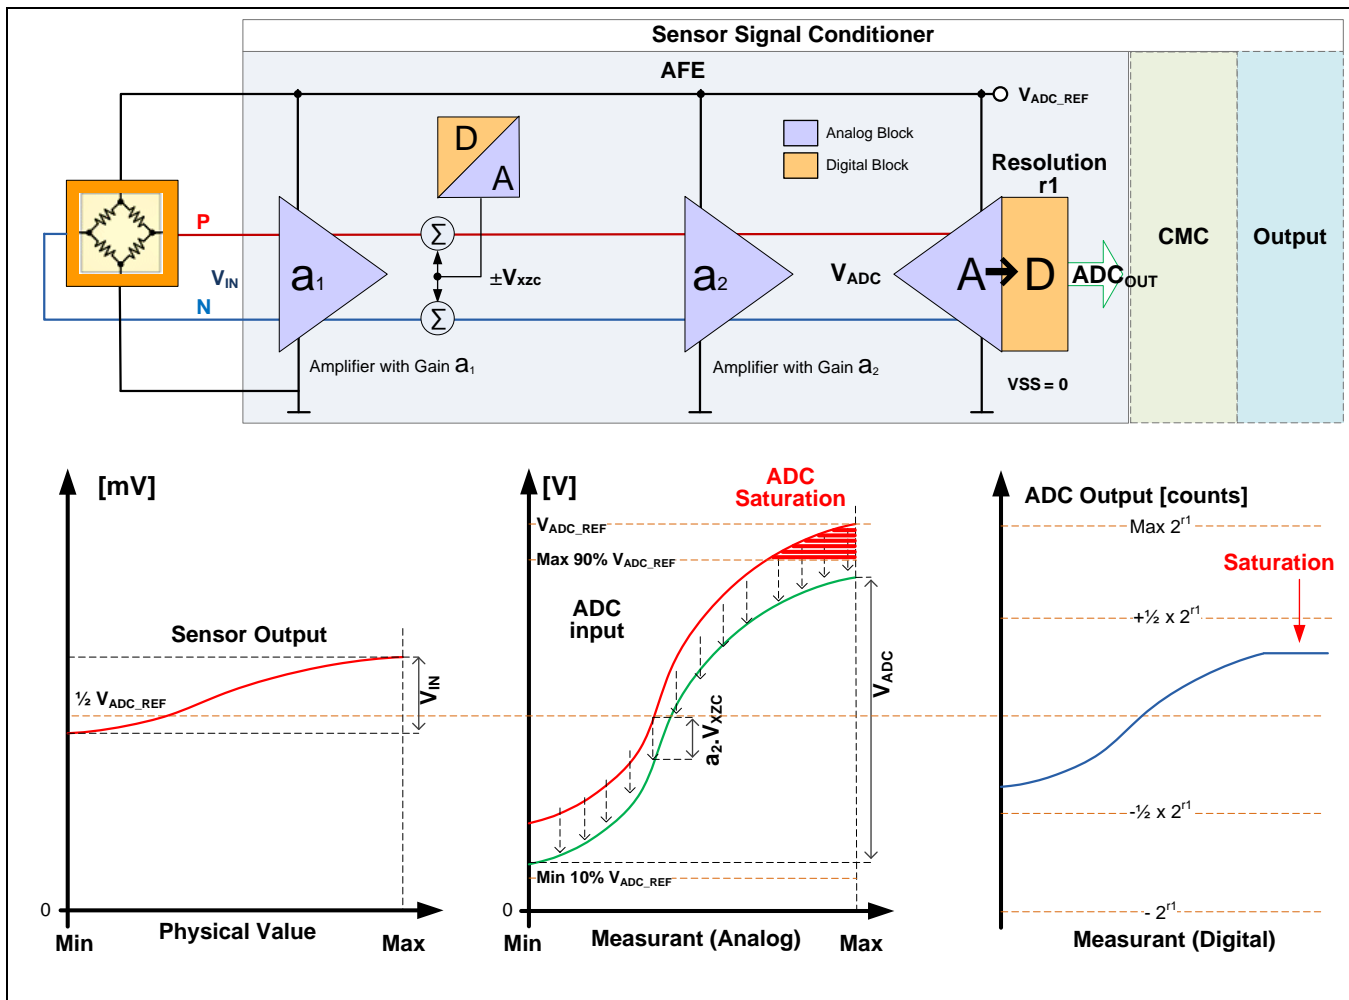 Sensor Signal Conditioner
AFE
V_ADC_REF
D
A
Analog Block
Digital Block
Resolution
r1
P
V_IN
N
a₁
Σ
±V_xzc
Σ
a₂
V_ADC
A
D
ADC_OUT
CMC
Output
Amplifier with Gain a₁
Amplifier with Gain a₂
VSS = 0
[mV]
Sensor Output
½ V_ADC_REF
V_IN
0
Min
Physical Value
Max
[V]
ADC
Saturation
V_ADC_REF
Max 90% V_ADC_REF
ADC
input
V_ADC
a₂·V_XZC
Min 10% V_ADC_REF
0
Min
Measurant (Analog)
Max
ADC Output [counts]
Max 2^r1
Saturation
+½ x 2^r1
-½ x 2^r1
- 2^r1
Measurant (Digital)